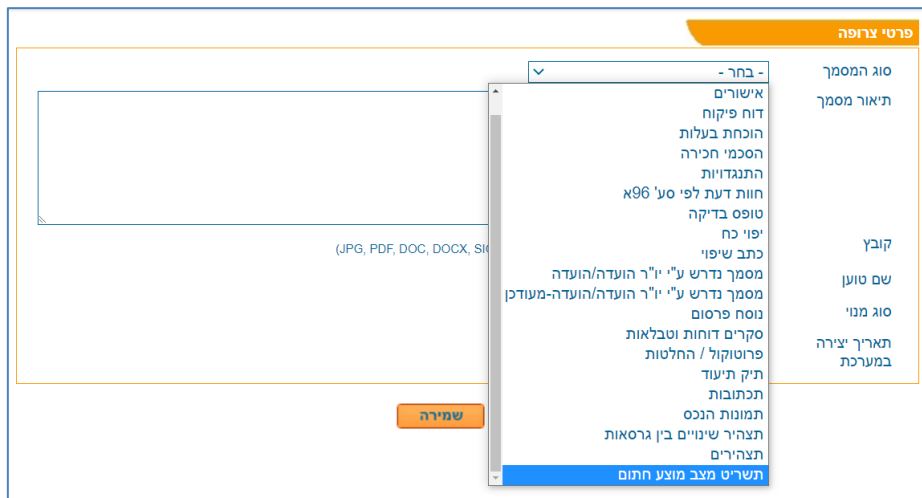 פרטי צרופה
סוג המסמך
- בחר -
תיאור מסמך
אישורים
דוח פיקוח
הוכחת בעלות
הסכמי חכירה
התנגדויות
חוות דעת לפי סע' 96א
טופס בדיקה
יפוי כח
כתב שיפוי
מסמך נדרש ע"י יו"ר הועדה/הועדה
מסמך נדרש ע"י יו"ר הועדה/הועדה-מעודכן
נוסח פרסום
סקרים דוחות וטבלאות
פרוטוקול / החלטות
תיק תיעוד
תכתובות
תמונות הנכס
תצהיר שינויים בין גרסאות
תצהירים
תשריט מצב מוצע חתום
קובץ
(JPG, PDF, DOC, DOCX,
שם טוען
סוג מנוי
תאריך יצירה
במערכת
שמירה